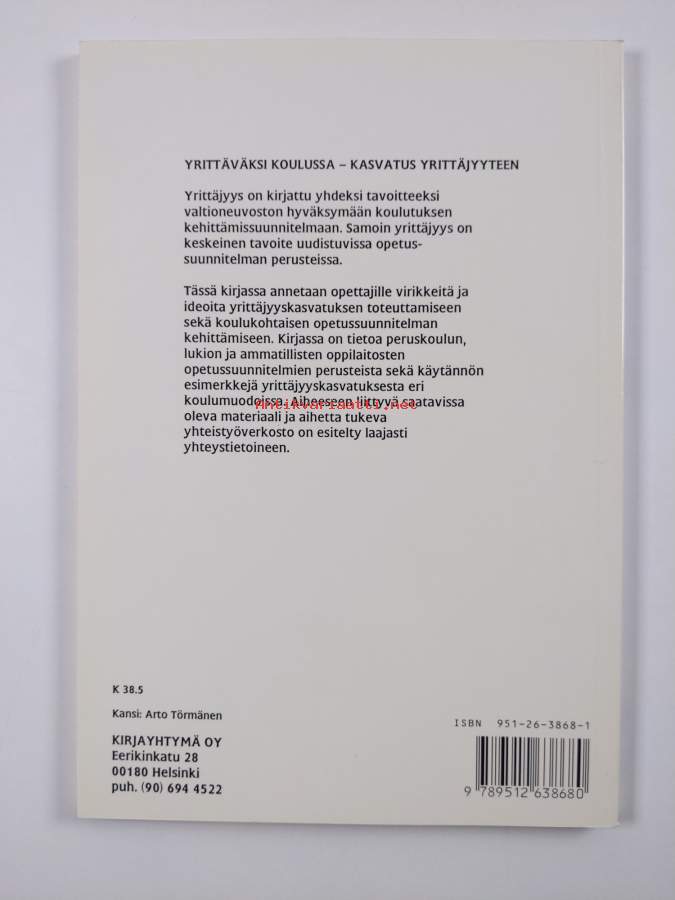 YRITTÄVÄKSI KOULUSSA – KASVATUS YRITTÄJYYTEEN
Yrittäjyys on kirjattu yhdeksi tavoitteeksi
valtioneuvoston hyväksymään koulutuksen
kehittämissuunnitelmaan. Samoin yrittäjyys on
keskeinen tavoite uudistuvissa opetus-
suunnitelman perusteissa.
Tässä kirjassa annetaan opettajille virikkeitä ja
ideoita yrittäjyyskasvatuksen toteuttamiseen
sekä koulukohtaisen opetussuunnitelman
kehittämiseen. Kirjassa on tietoa peruskoulun,
lukion ja ammatillisten oppilaitosten
opetussuunnitelmien perusteista sekä käytännön
esimerkkejä yrittäjyyskasvatuksesta eri
koulumuodoissa. Aiheeseen liittyvä saatavissa
Antikvariaatti.Net
oleva materiaali ja aihetta tukeva
yhteistyöverkosto on esitelty laajasti
yhteystietoineen.
K 38.5
Kansi: Arto Törmänen
KIRJAYHTYMÄ OY
Eerikinkatu 28
00180 Helsinki
puh. (90) 694 4522
ISBN 951-26-3868-1
9 789512 638680